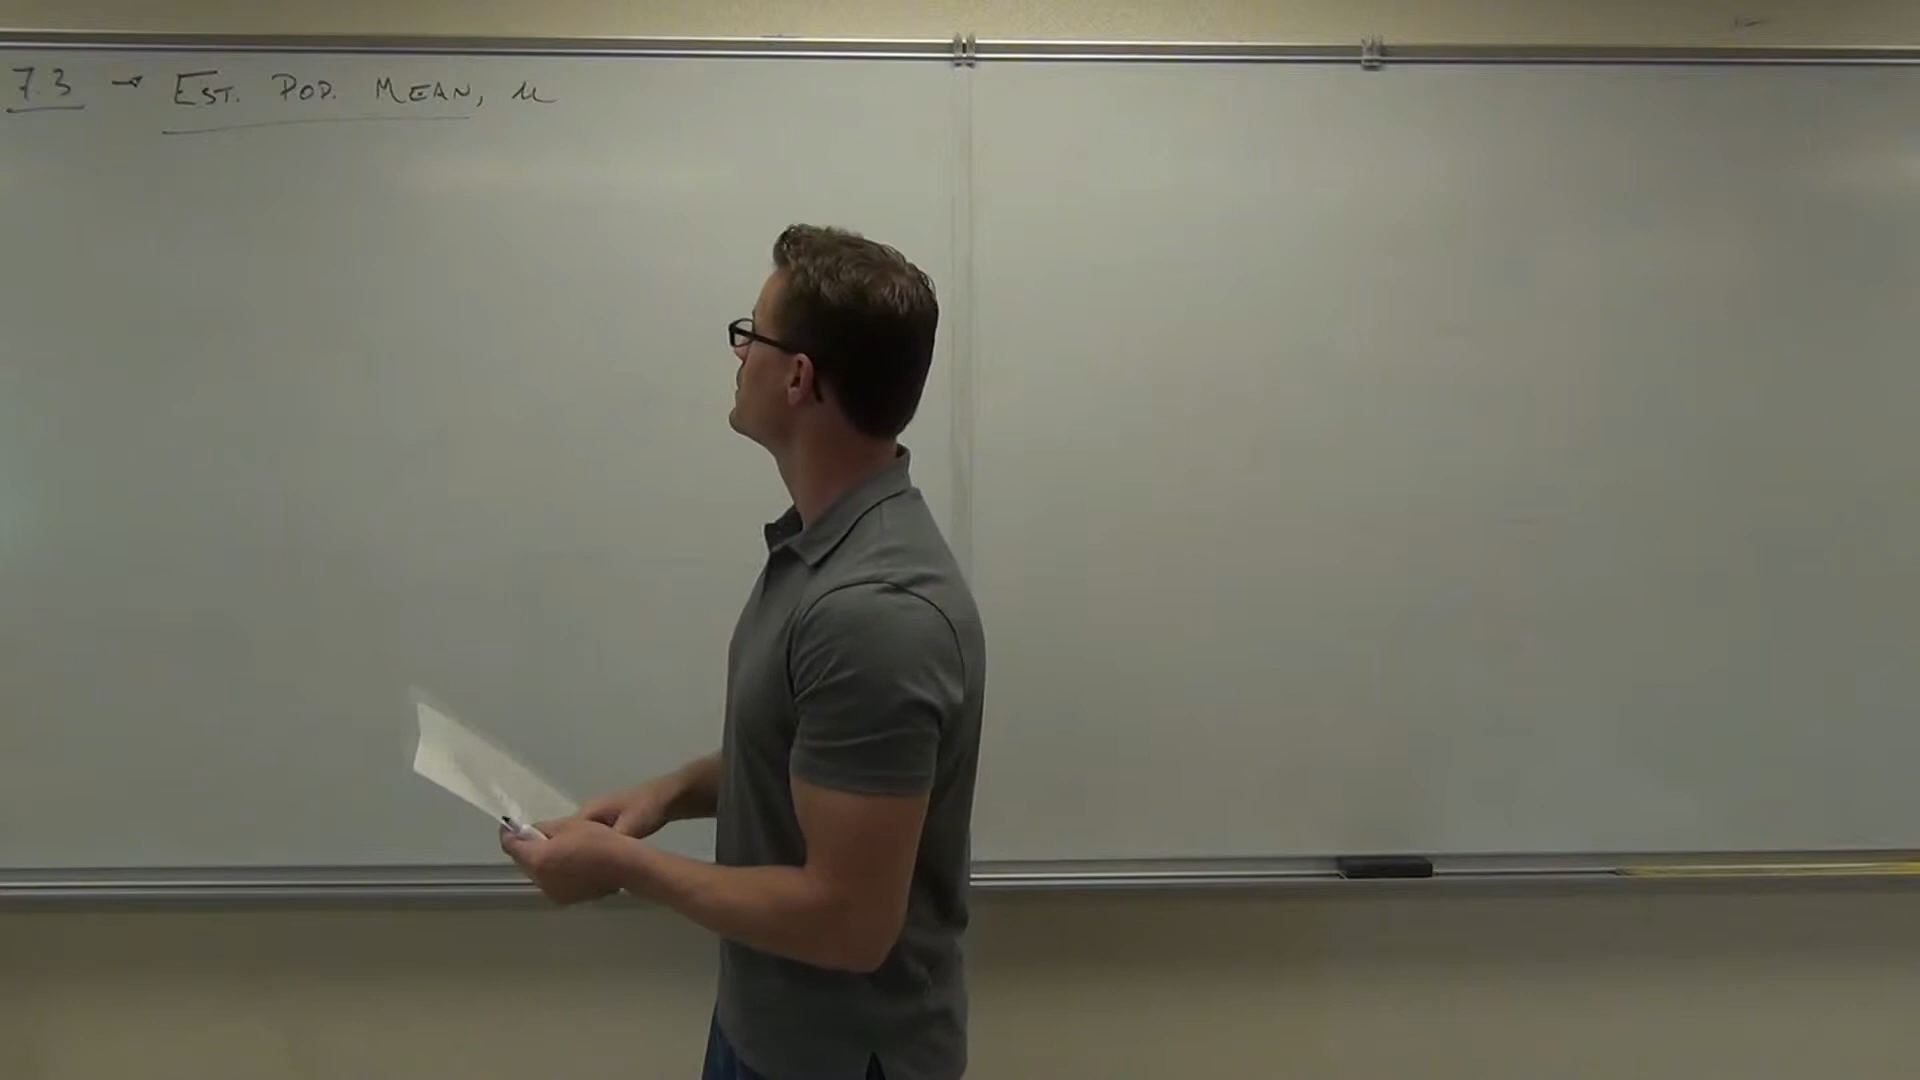 7.3 → EST. POP. MEAN, μ